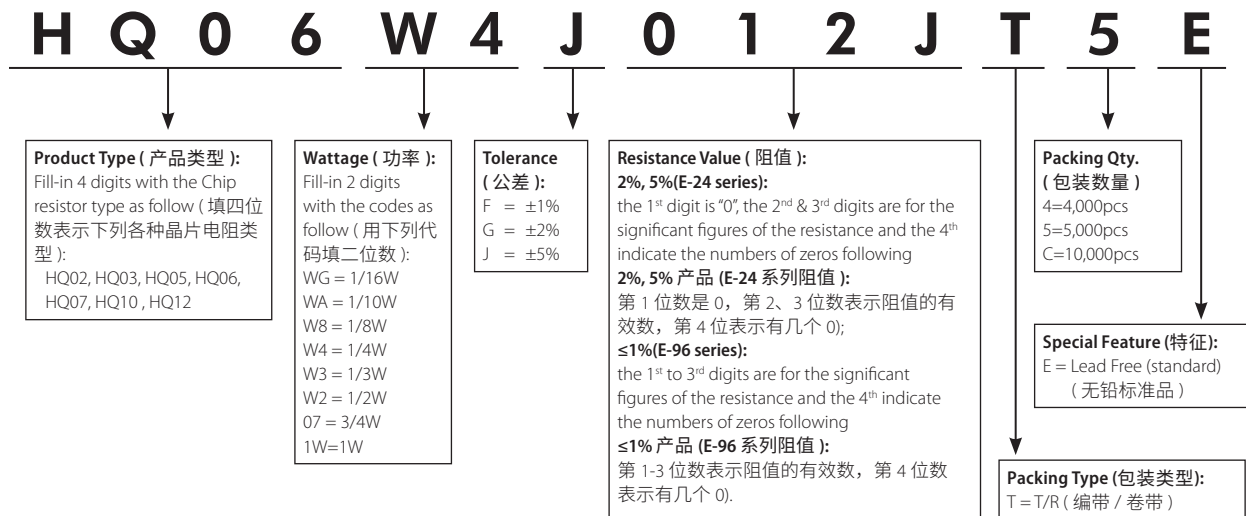 HQ06W4J012JT5E
Product Type ( 产品类型 ):
Fill-in 4 digits with the Chip
resistor type as follow ( 填四位
数表示下列各种晶片电阻类
型 ):
HQ02, HQ03, HQ05, HQ06,
HQ07, HQ10 , HQ12
Wattage ( 功率 ):
Fill-in 2 digits
with the codes as
follow ( 用下列代
码填二位数 ):
WG = 1/16W
WA = 1/10W
W8 = 1/8W
W4 = 1/4W
W3 = 1/3W
W2 = 1/2W
07 = 3/4W
1W=1W
Tolerance
( 公差 ):
F = ±1%
G = ±2%
J = ±5%
Resistance Value ( 阻值 ):
2%, 5%(E-24 series):
the 1st digit is “0”, the 2nd & 3rd digits are for the
significant figures of the resistance and the 4th
indicate the numbers of zeros following
2%, 5% 产品 (E-24 系列阻值 ):
第 1 位数是 0，第 2、3 位数表示阻值的有
效数，第 4 位表示有几个 0);
≤1%(E-96 series):
the 1st to 3rd digits are for the significant
figures of the resistance and the 4th indicate
the numbers of zeros following
≤1% 产品 (E-96 系列阻值 ):
第 1-3 位数表示阻值的有效数，第 4 位数
表示有几个 0).
Packing Qty.
( 包装数量 )
4=4,000pcs
5=5,000pcs
C=10,000pcs
Special Feature (特征):
E = Lead Free (standard)
( 无铅标准品 )
Packing Type (包装类型):
T = T/R ( 编带 / 卷带 )